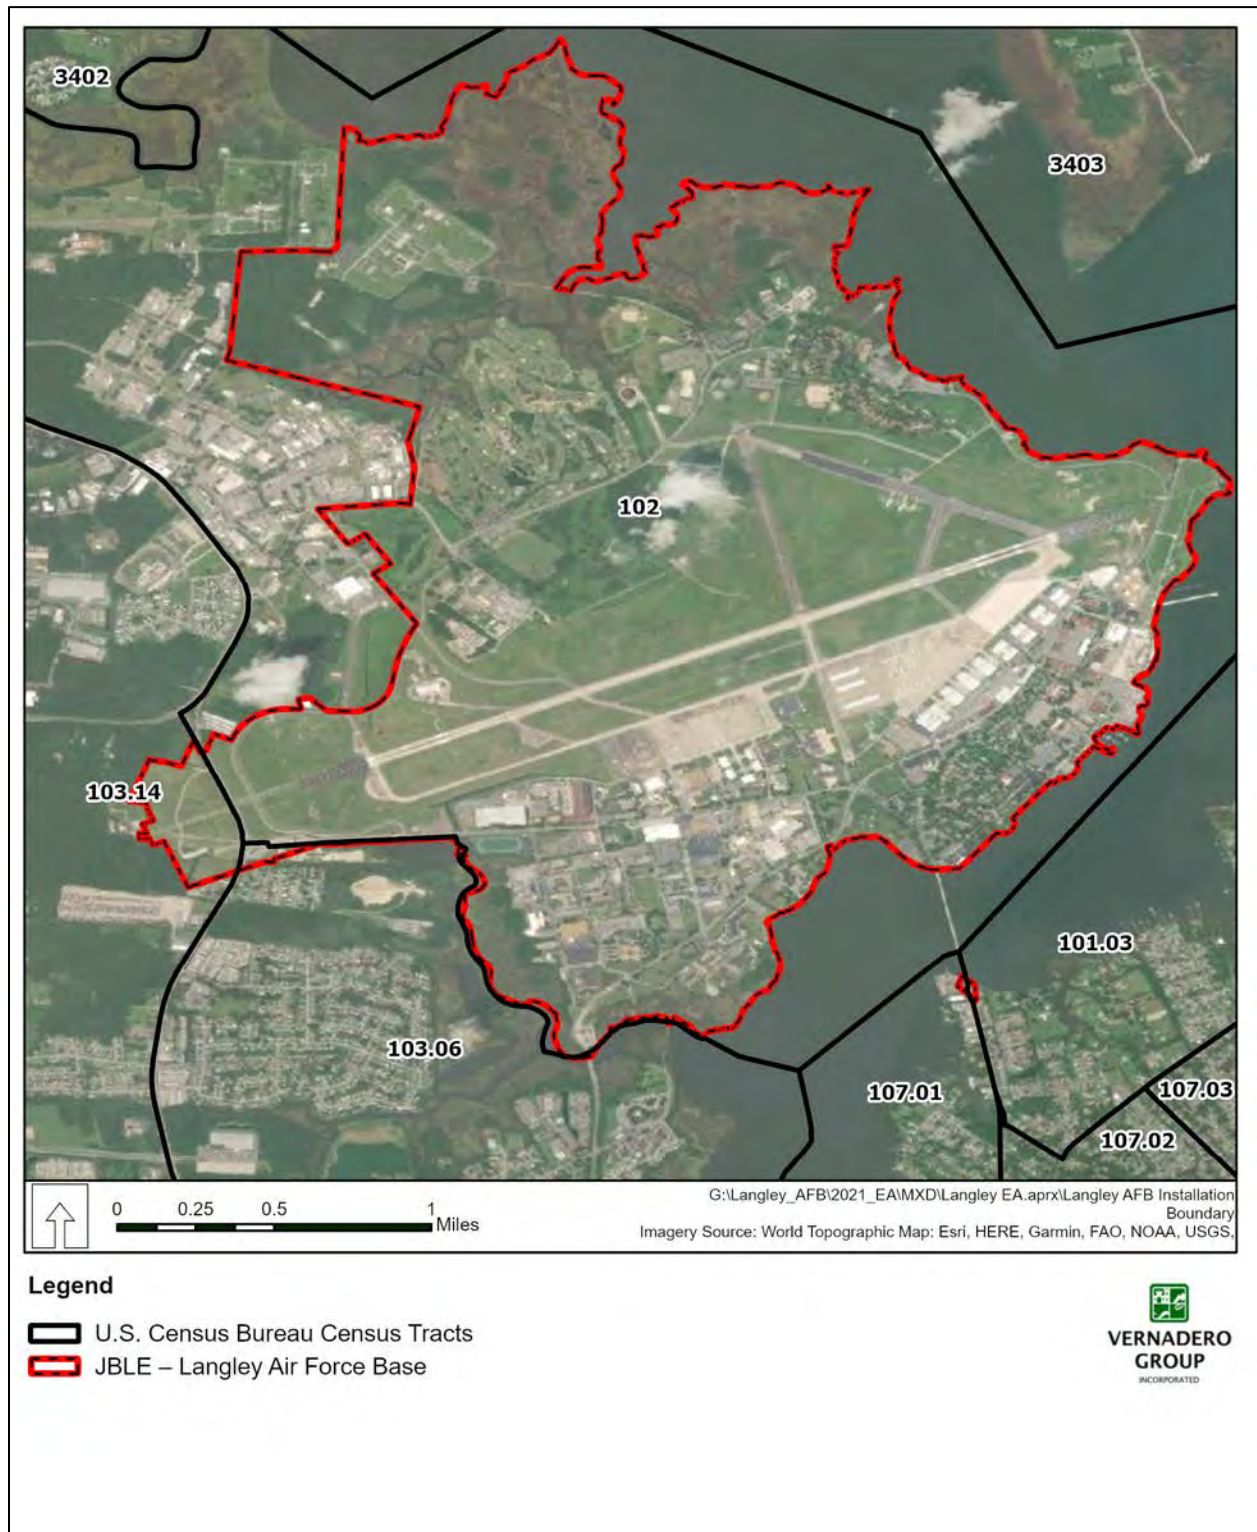 3402
3403
102
103.14
101.03
103.06
107.01
107.03
107.02
0 0.25 0.5 1
Miles
G:\Langley_AFB\2021_EA\MXD\Langley EA.aprx\Langley AFB Installation
Boundary
Imagery Source: World Topographic Map: Esri, HERE, Garmin, FAO, NOAA, USGS,
Legend
U.S. Census Bureau Census Tracts
JBLE – Langley Air Force Base
VERNADERO
GROUP
INCORPORATED